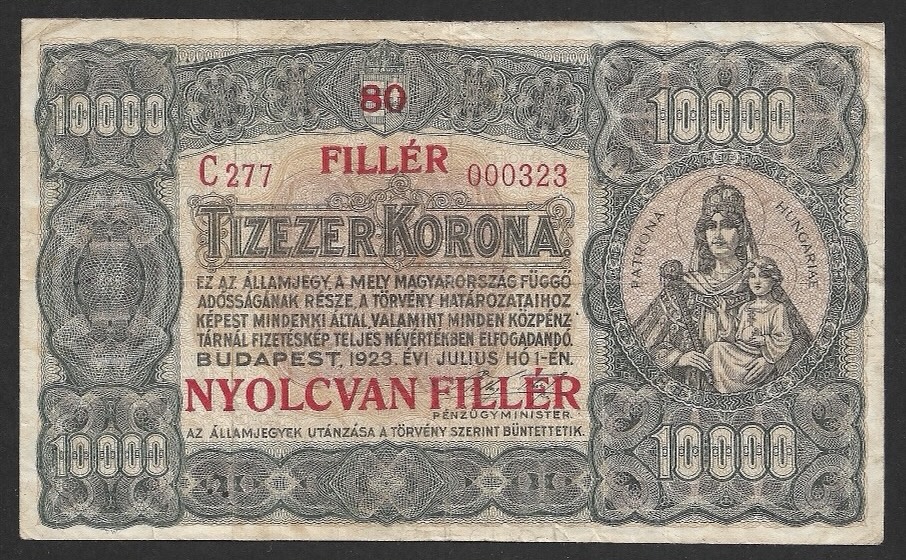 10000
80
10000
FILLÉR
C 277
000323
TIZEZER KORONA
PATRONA HUNGARIAE
EZ AZ ÁLLAMJEGY, A MELY MAGYARORSZÁG FÜGGŐ
ADÓSSÁGÁNAK RÉSZE, A TÖRVÉNY HATÁROZATAIHOZ
KÉPEST MINDENKI ÁLTAL, VALAMINT MINDEN KÖZPÉNZ-
TÁRNÁL FIZETÉSKÉP TELJES NÉVÉRTÉKBEN ELFOGADANDÓ.
BUDAPEST, 1923. ÉVI JULIUS HÓ 1-ÉN.
NYOLCVAN FILLÉR
PÉNZÜGYMINISTER.
AZ ÁLLAMJEGYEK UTÁNZÁSA A TÖRVÉNY SZERINT BÜNTETTETIK.
10000
10000